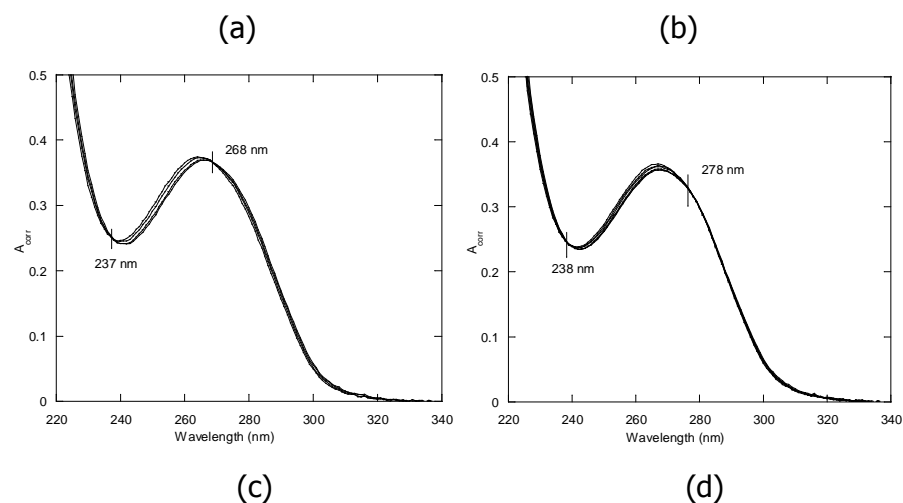 (a) (b)
0.5
0.4
0.3
0.2
0.1
0
A corr
268 nm
237 nm
220 240 260 280 300 320 340
Wavelength (nm)
0.5
0.4
0.3
0.2
0.1
0
A corr
278 nm
238 nm
220 240 260 280 300 320 340
Wavelength (nm)
(c) (d)